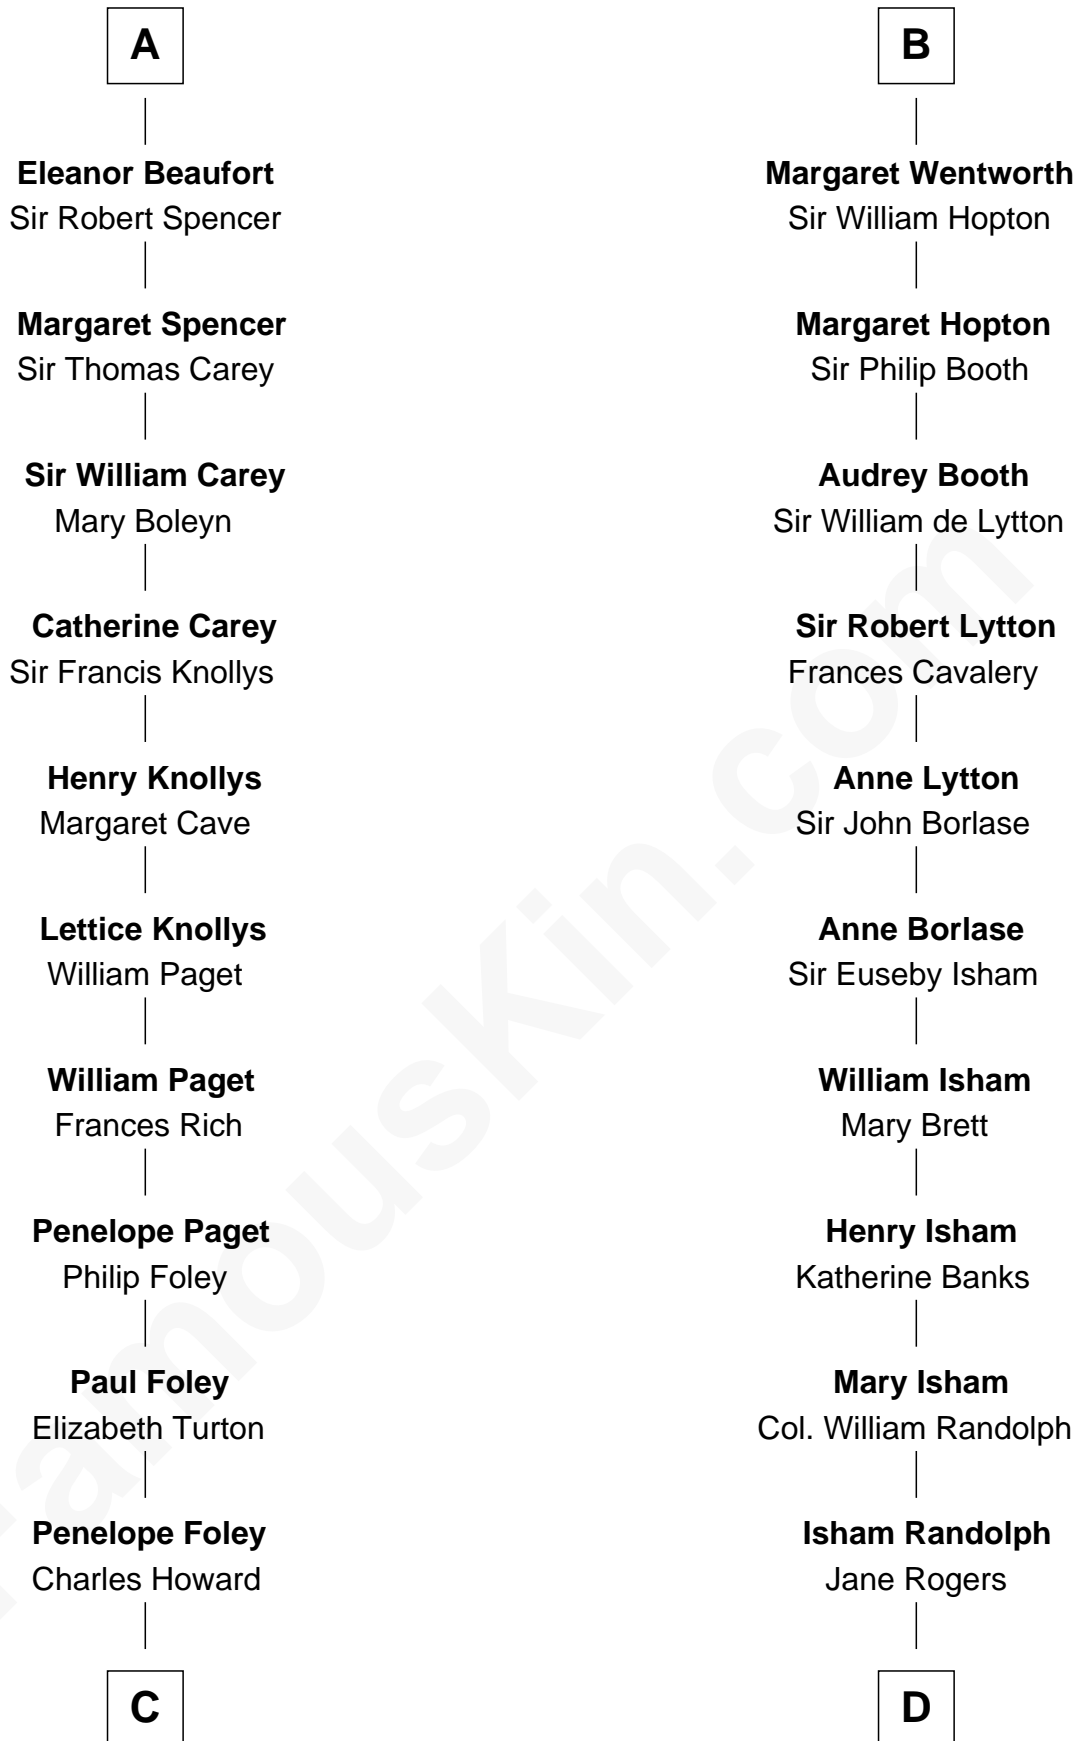 A
Eleanor Beaufort
Sir Robert Spencer
Margaret Spencer
Sir Thomas Carey
Sir William Carey
Mary Boleyn
Catherine Carey
Sir Francis Knollys
Henry Knollys
Margaret Cave
Lettice Knollys
William Paget
William Paget
Frances Rich
Penelope Paget
Philip Foley
Paul Foley
Elizabeth Turton
Penelope Foley
Charles Howard
C
B
Margaret Wentworth
Sir William Hopton
Margaret Hopton
Sir Philip Booth
Audrey Booth
Sir William de Lytton
Sir Robert Lytton
Frances Cavalery
Anne Lytton
Sir John Borlase
Anne Borlase
Sir Euseby Isham
William Isham
Mary Brett
Henry Isham
Katherine Banks
Mary Isham
Col. William Randolph
Isham Randolph
Jane Rogers
D
FamousKin.com